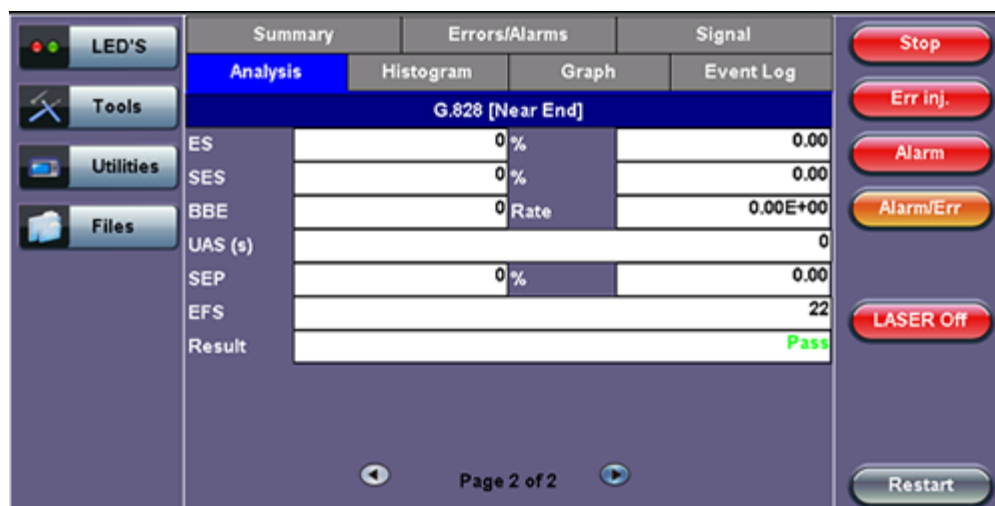 LED'S
Tools
Utilities
Files
Summary Errors/Alarms Signal
Analysis Histogram Graph Event Log
G.828 [Near End]
ES 0 % 0.00
SES 0 % 0.00
BBE 0 Rate 0.00E+00
UAS (s) 0
SEP 0 % 0.00
EFS 22
Result Pass
Page 2 of 2
Stop
Err inj.
Alarm
Alarm/Err
LASER Off
Restart